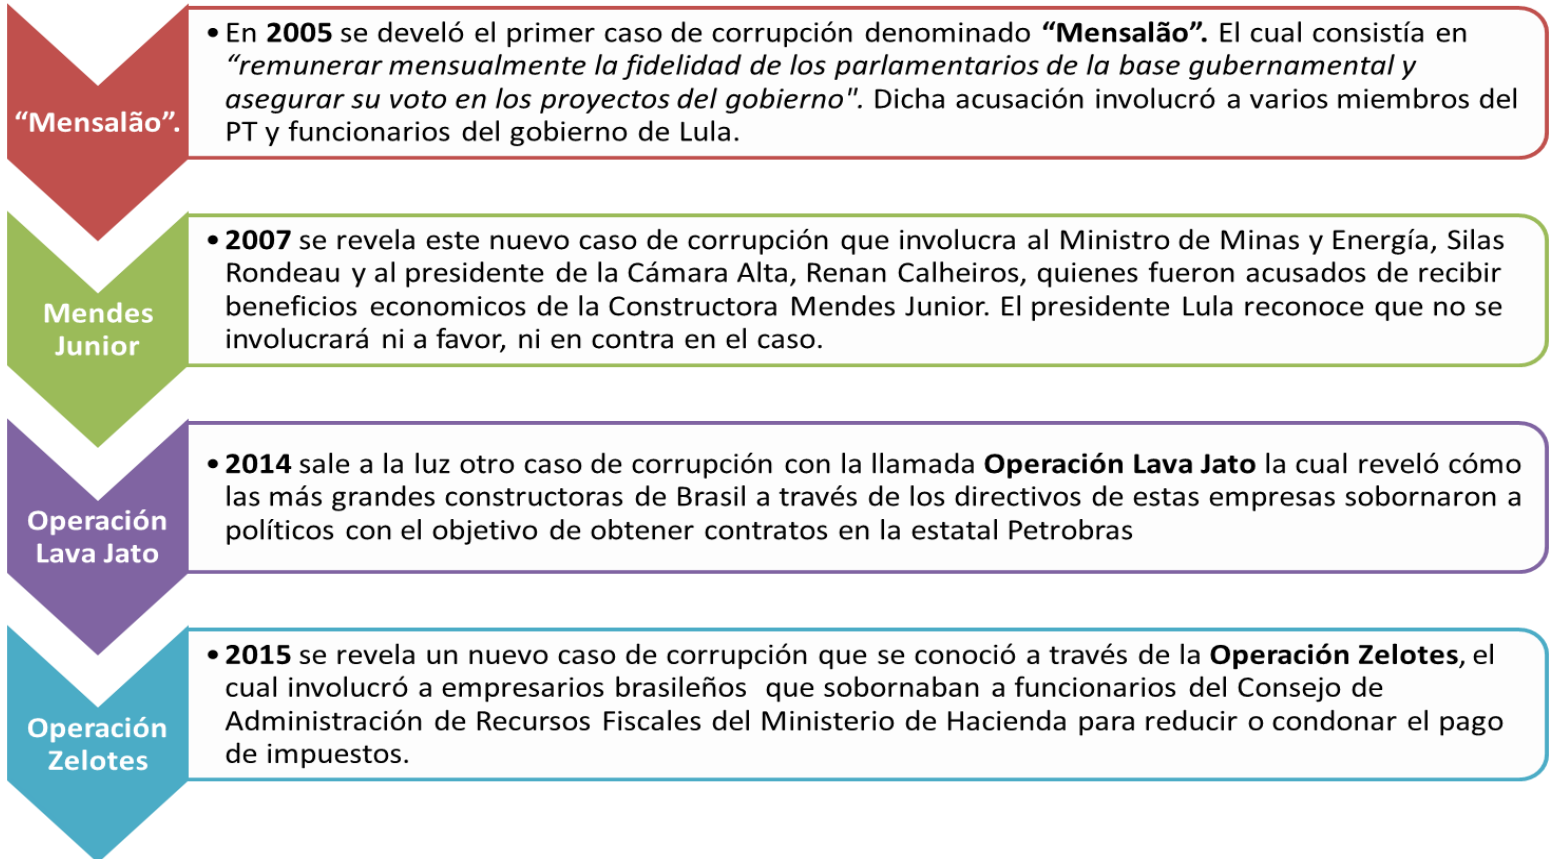 “Mensalão”.
• En 2005 se develó el primer caso de corrupción denominado “Mensalão”. El cual consistía en
“remunerar mensualmente la fidelidad de los parlamentarios de la base gubernamental y
asegurar su voto en los proyectos del gobierno". Dicha acusación involucró a varios miembros del
PT y funcionarios del gobierno de Lula.
Mendes
Junior
• 2007 se revela este nuevo caso de corrupción que involucra al Ministro de Minas y Energía, Silas
Rondeau y al presidente de la Cámara Alta, Renan Calheiros, quienes fueron acusados de recibir
beneficios economicos de la Constructora Mendes Junior. El presidente Lula reconoce que no se
involucrará ni a favor, ni en contra en el caso.
Operación
Lava Jato
• 2014 sale a la luz otro caso de corrupción con la llamada Operación Lava Jato la cual reveló cómo
las más grandes constructoras de Brasil a través de los directivos de estas empresas sobornaron a
políticos con el objetivo de obtener contratos en la estatal Petrobras
Operación
Zelotes
• 2015 se revela un nuevo caso de corrupción que se conoció a través de la Operación Zelotes, el
cual involucró a empresarios brasileños  que sobornaban a funcionarios del Consejo de
Administración de Recursos Fiscales del Ministerio de Hacienda para reducir o condonar el pago
de impuestos.